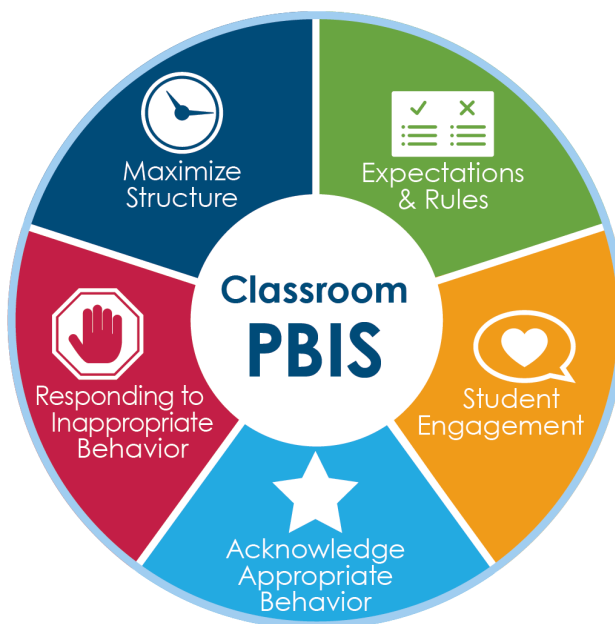 Maximize
Structure
Expectations
& Rules
Classroom
PBIS
Responding to
Inappropriate
Behavior
Student
Engagement
Acknowledge
Appropriate
Behavior